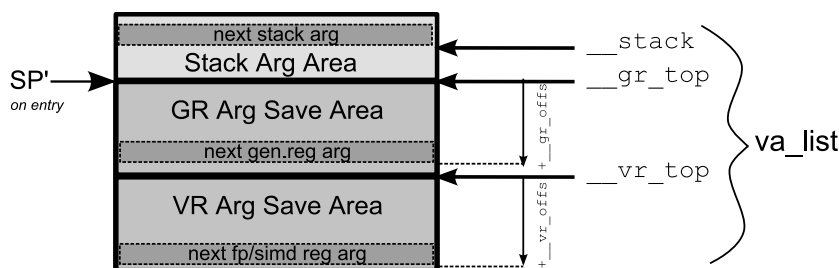 next stack arg
__stack
Stack Arg Area
SP'
on entry
__gr_top
GR Arg Save Area
+__gr_offs
va_list
next gen.reg arg
__vr_top
VR Arg Save Area
+__vr_offs
next fp/simd reg arg